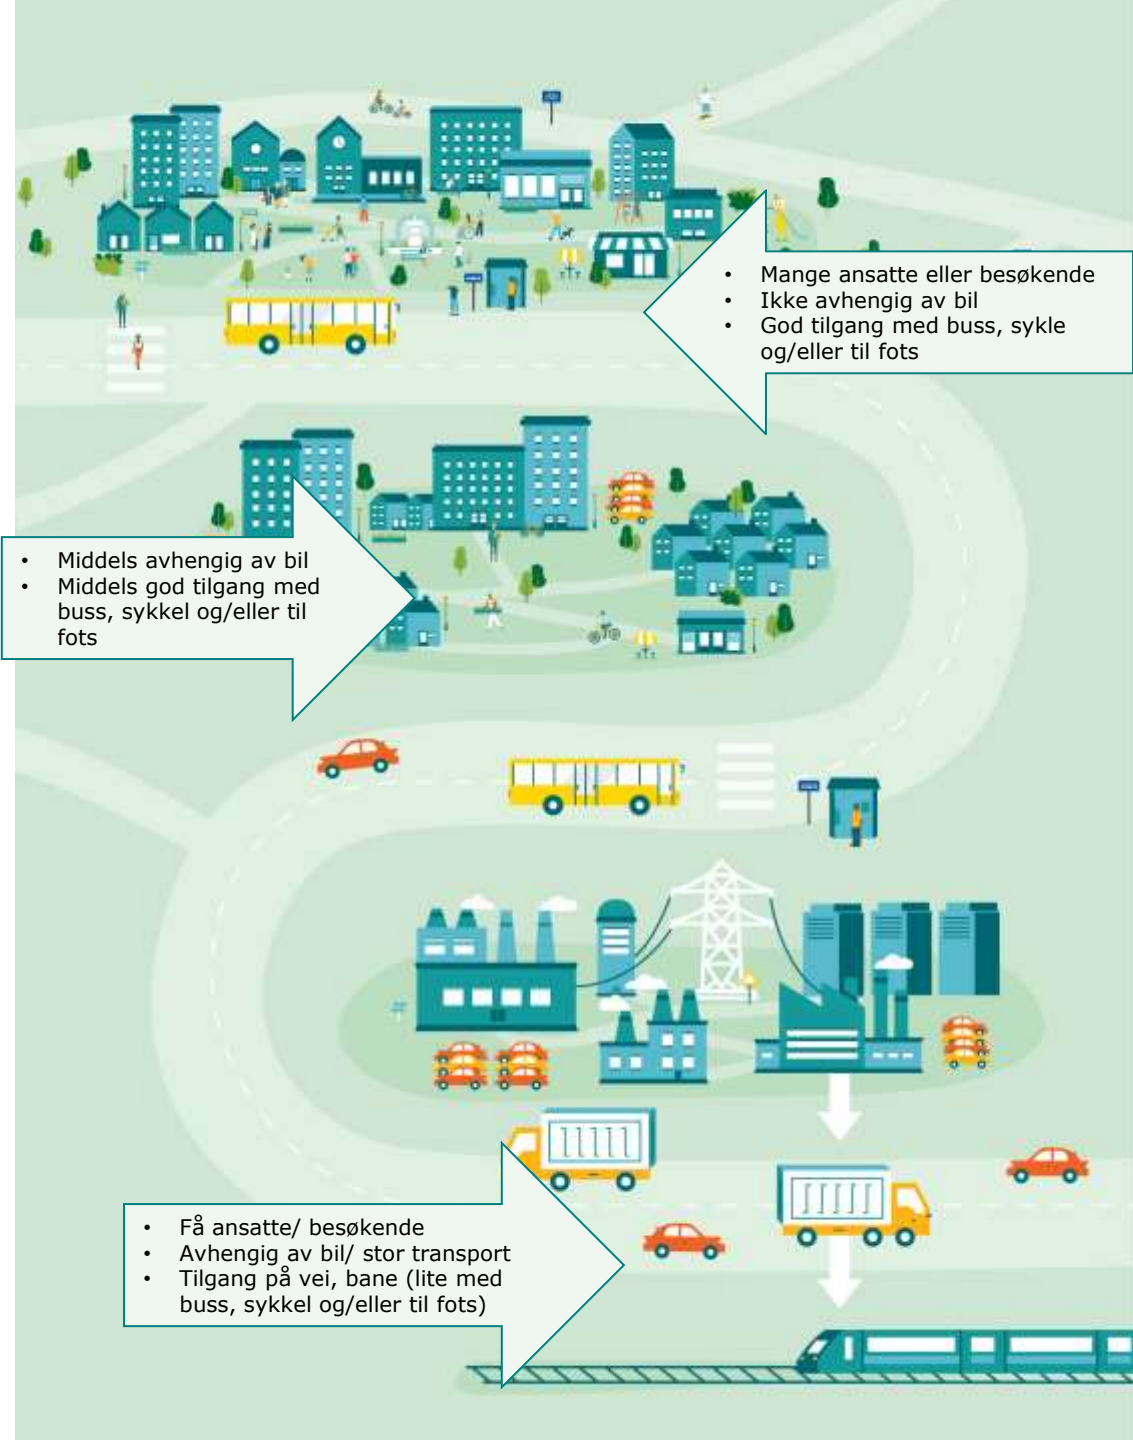 • Mange ansatte eller besøkende
• Ikke avhengig av bil
• God tilgang med buss, sykle
og/eller til fots
• Middels avhengig av bil
• Middels god tilgang med
buss, sykkel og/eller til
fots
• Få ansatte/ besøkende
• Avhengig av bil/ stor transport
• Tilgang på vei, bane (lite med
buss, sykkel og/eller til fots)